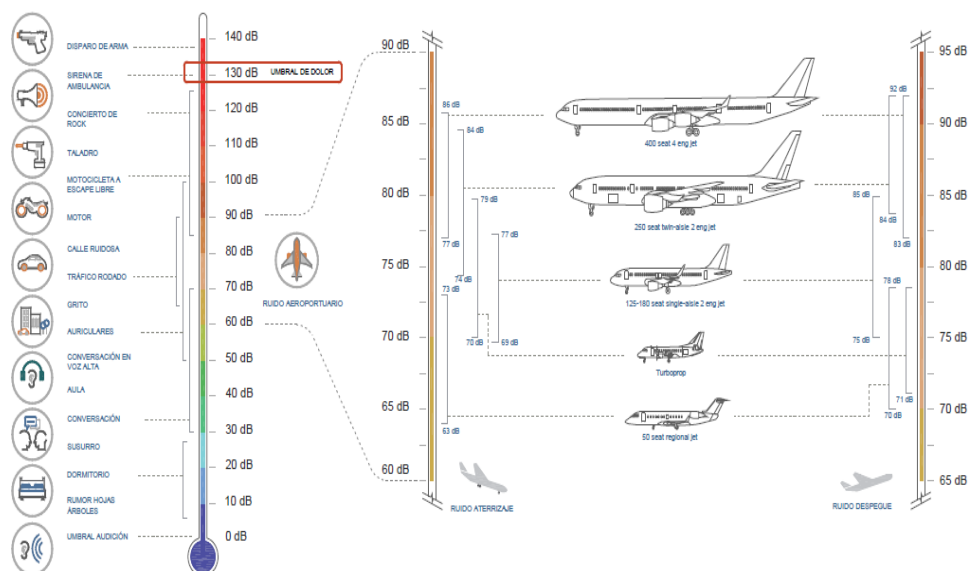 DISPARO DE ARMA
SIRENA DE
AMBULANCIA
CONCIERTO DE
ROCK
TALADRO
MOTOCICLETA A
ESCAPE LIBRE
MOTOR
CALLE RUIDOSA
TRÁFICO RODADO
GRITO
AURICULARES
CONVERSACIÓN EN
VOZ ALTA
AULA
CONVERSACIÓN
SUSURRO
DORMITORIO
RUMOR HOJAS
ÁRBOLES
UMBRAL AUDICIÓN
140 dB
130 dB UMBRAL DE DOLOR
120 dB
110 dB
100 dB
90 dB
80 dB
70 dB
60 dB
50 dB
40 dB
30 dB
20 dB
10 dB
0 dB
RUIDO AEROPORTUARIO
90 dB
85 dB
80 dB
75 dB
70 dB
65 dB
60 dB
86 dB
84 dB
79 dB
77 dB
77 dB
74 dB
73 dB
70 dB
69 dB
63 dB
RUIDO ATERRIZAJE
400 seat 4 eng jet
250 seat twin-aisle 2 eng jet
125-180 seat single-aisle 2 eng jet
Turboprop
50 seat regional jet
92 dB
85 dB
84 dB
83 dB
78 dB
75 dB
71 dB
70 dB
RUIDO DESPEGUE
95 dB
90 dB
85 dB
80 dB
75 dB
70 dB
65 dB